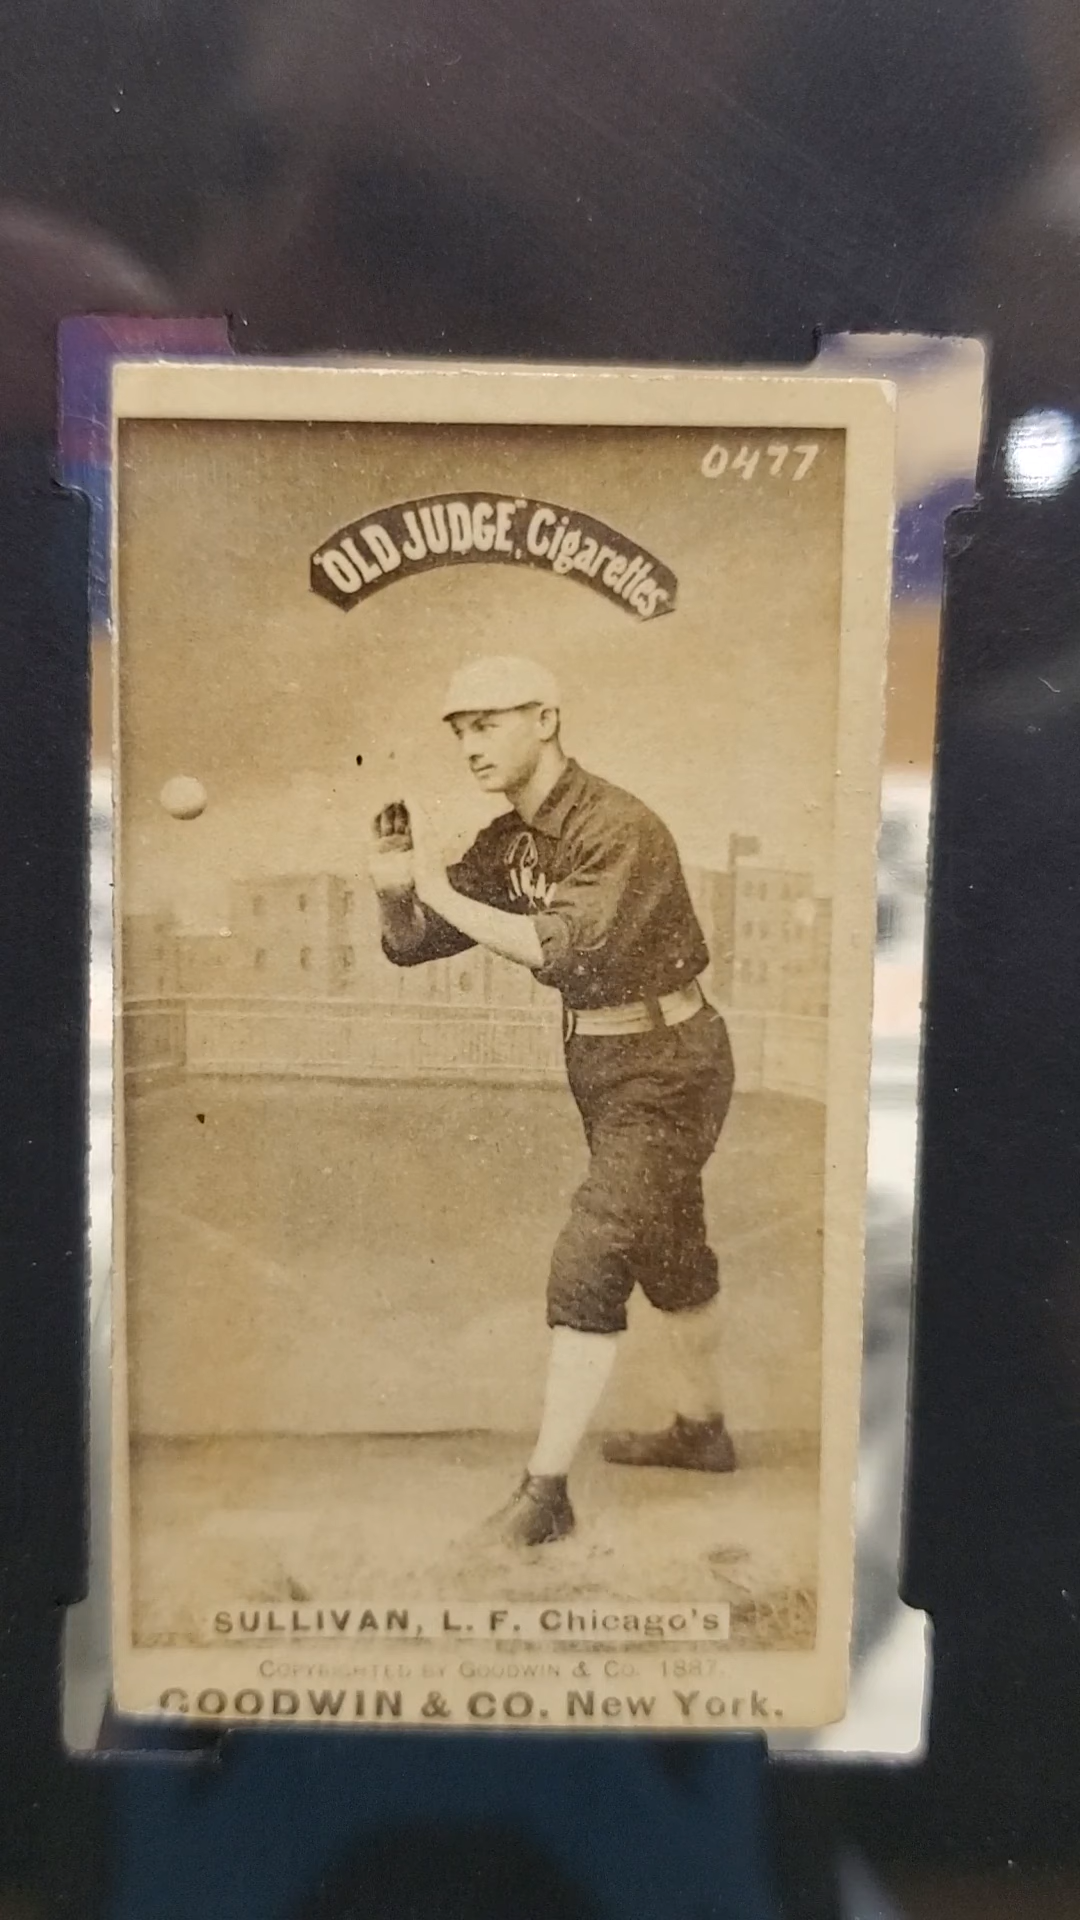 0477
"OLD JUDGE" Cigarettes
SULLIVAN, L. F. Chicago's
COPYRIGHTED BY GOODWIN & CO. 1887.
GOODWIN & CO. New York.